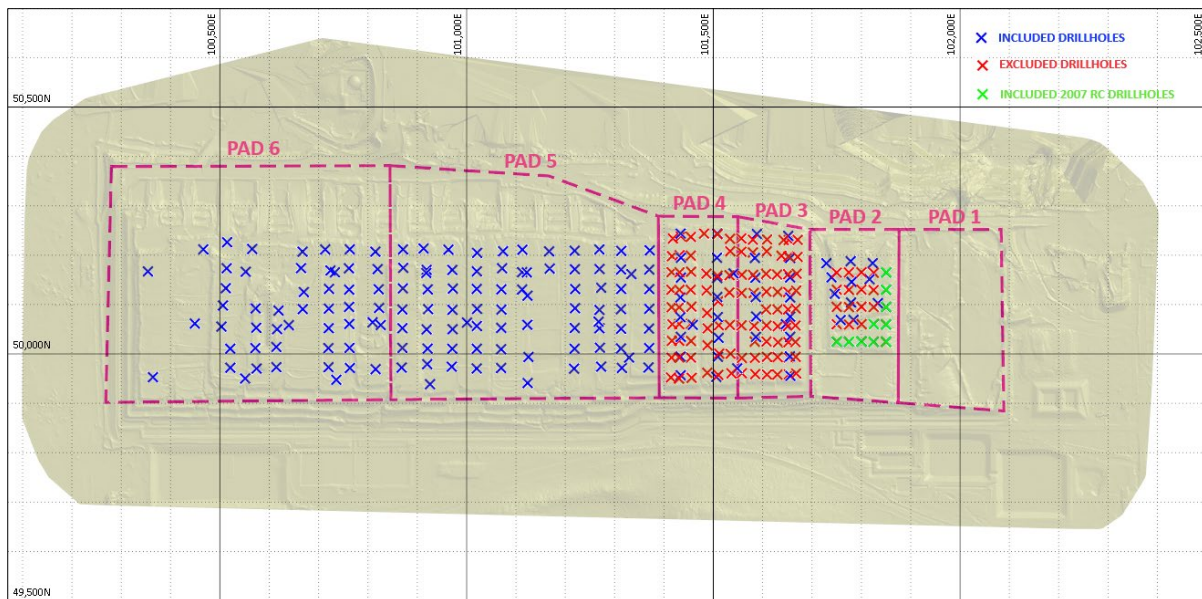 100,500E
101,000E
101,500E
102,000E
102,500E
INCLUDED DRILLHOLES
EXCLUDED DRILLHOLES
INCLUDED 2007 RC DRILLHOLES
50,500N
PAD 6
PAD 5
PAD 4
PAD 3
PAD 2
PAD 1
50,000N
49,500N